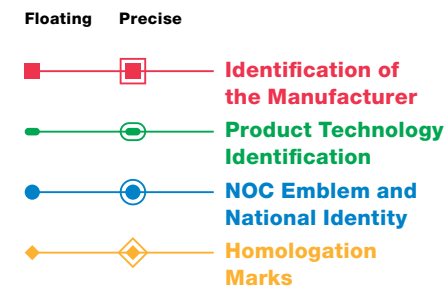 Floating Precise
Identification of
the Manufacturer
Product Technology
Identification
NOC Emblem and
National Identity
Homologation
Marks